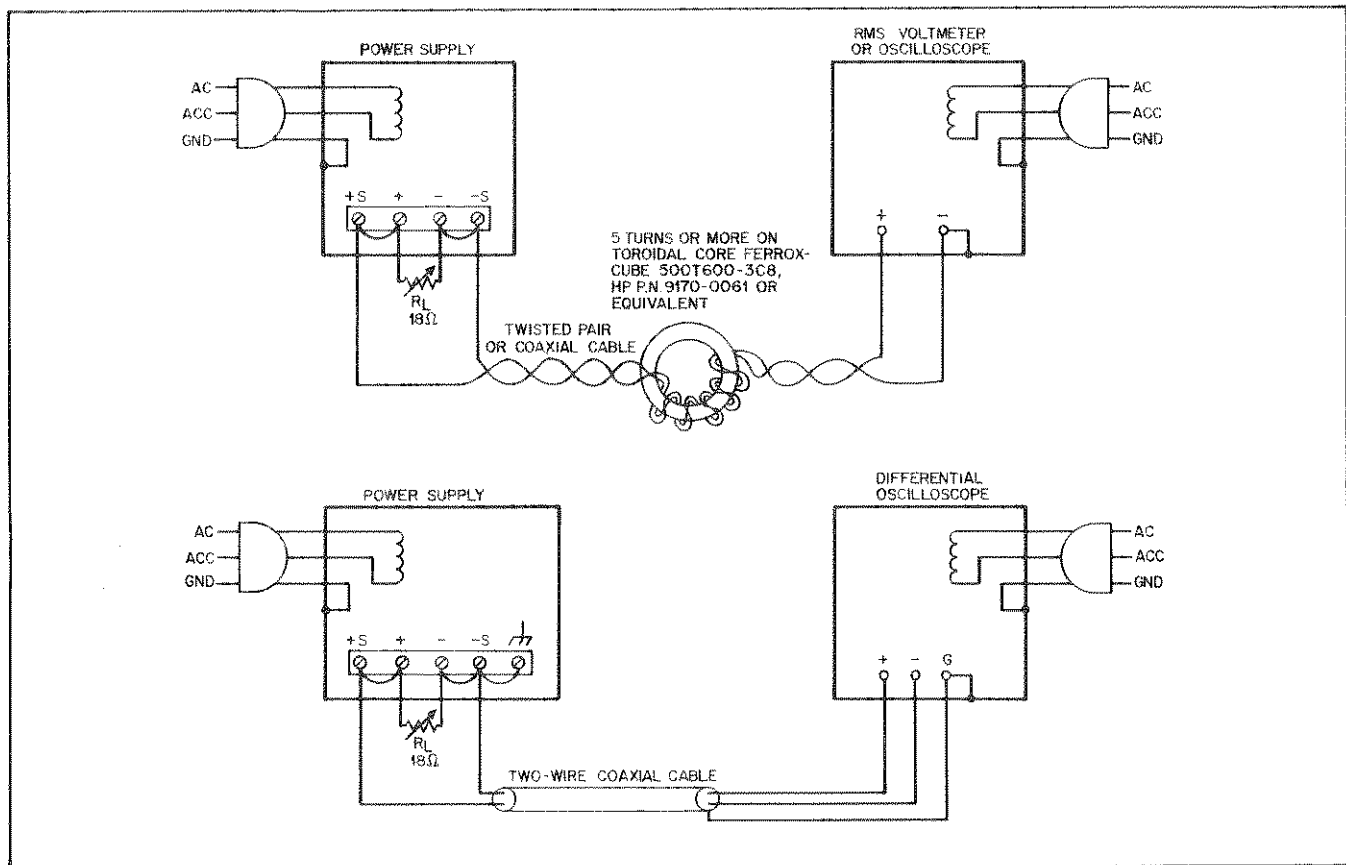 POWER SUPPLY
RMS VOLTMETER
OR OSCILLOSCOPE
AC
ACC
GND
AC
ACC
GND
+S + - -S
+ -
5 TURNS OR MORE ON
TOROIDAL CORE FERROX-
CUBE 500T600-3C8,
HP P.N. 9170-0061 OR
EQUIVALENT
RL
18Ω
TWISTED PAIR
OR COAXIAL CABLE
POWER SUPPLY
DIFFERENTIAL
OSCILLOSCOPE
AC
ACC
GND
AC
ACC
GND
+S + - -S
+ - G
RL
18Ω
TWO-WIRE COAXIAL CABLE